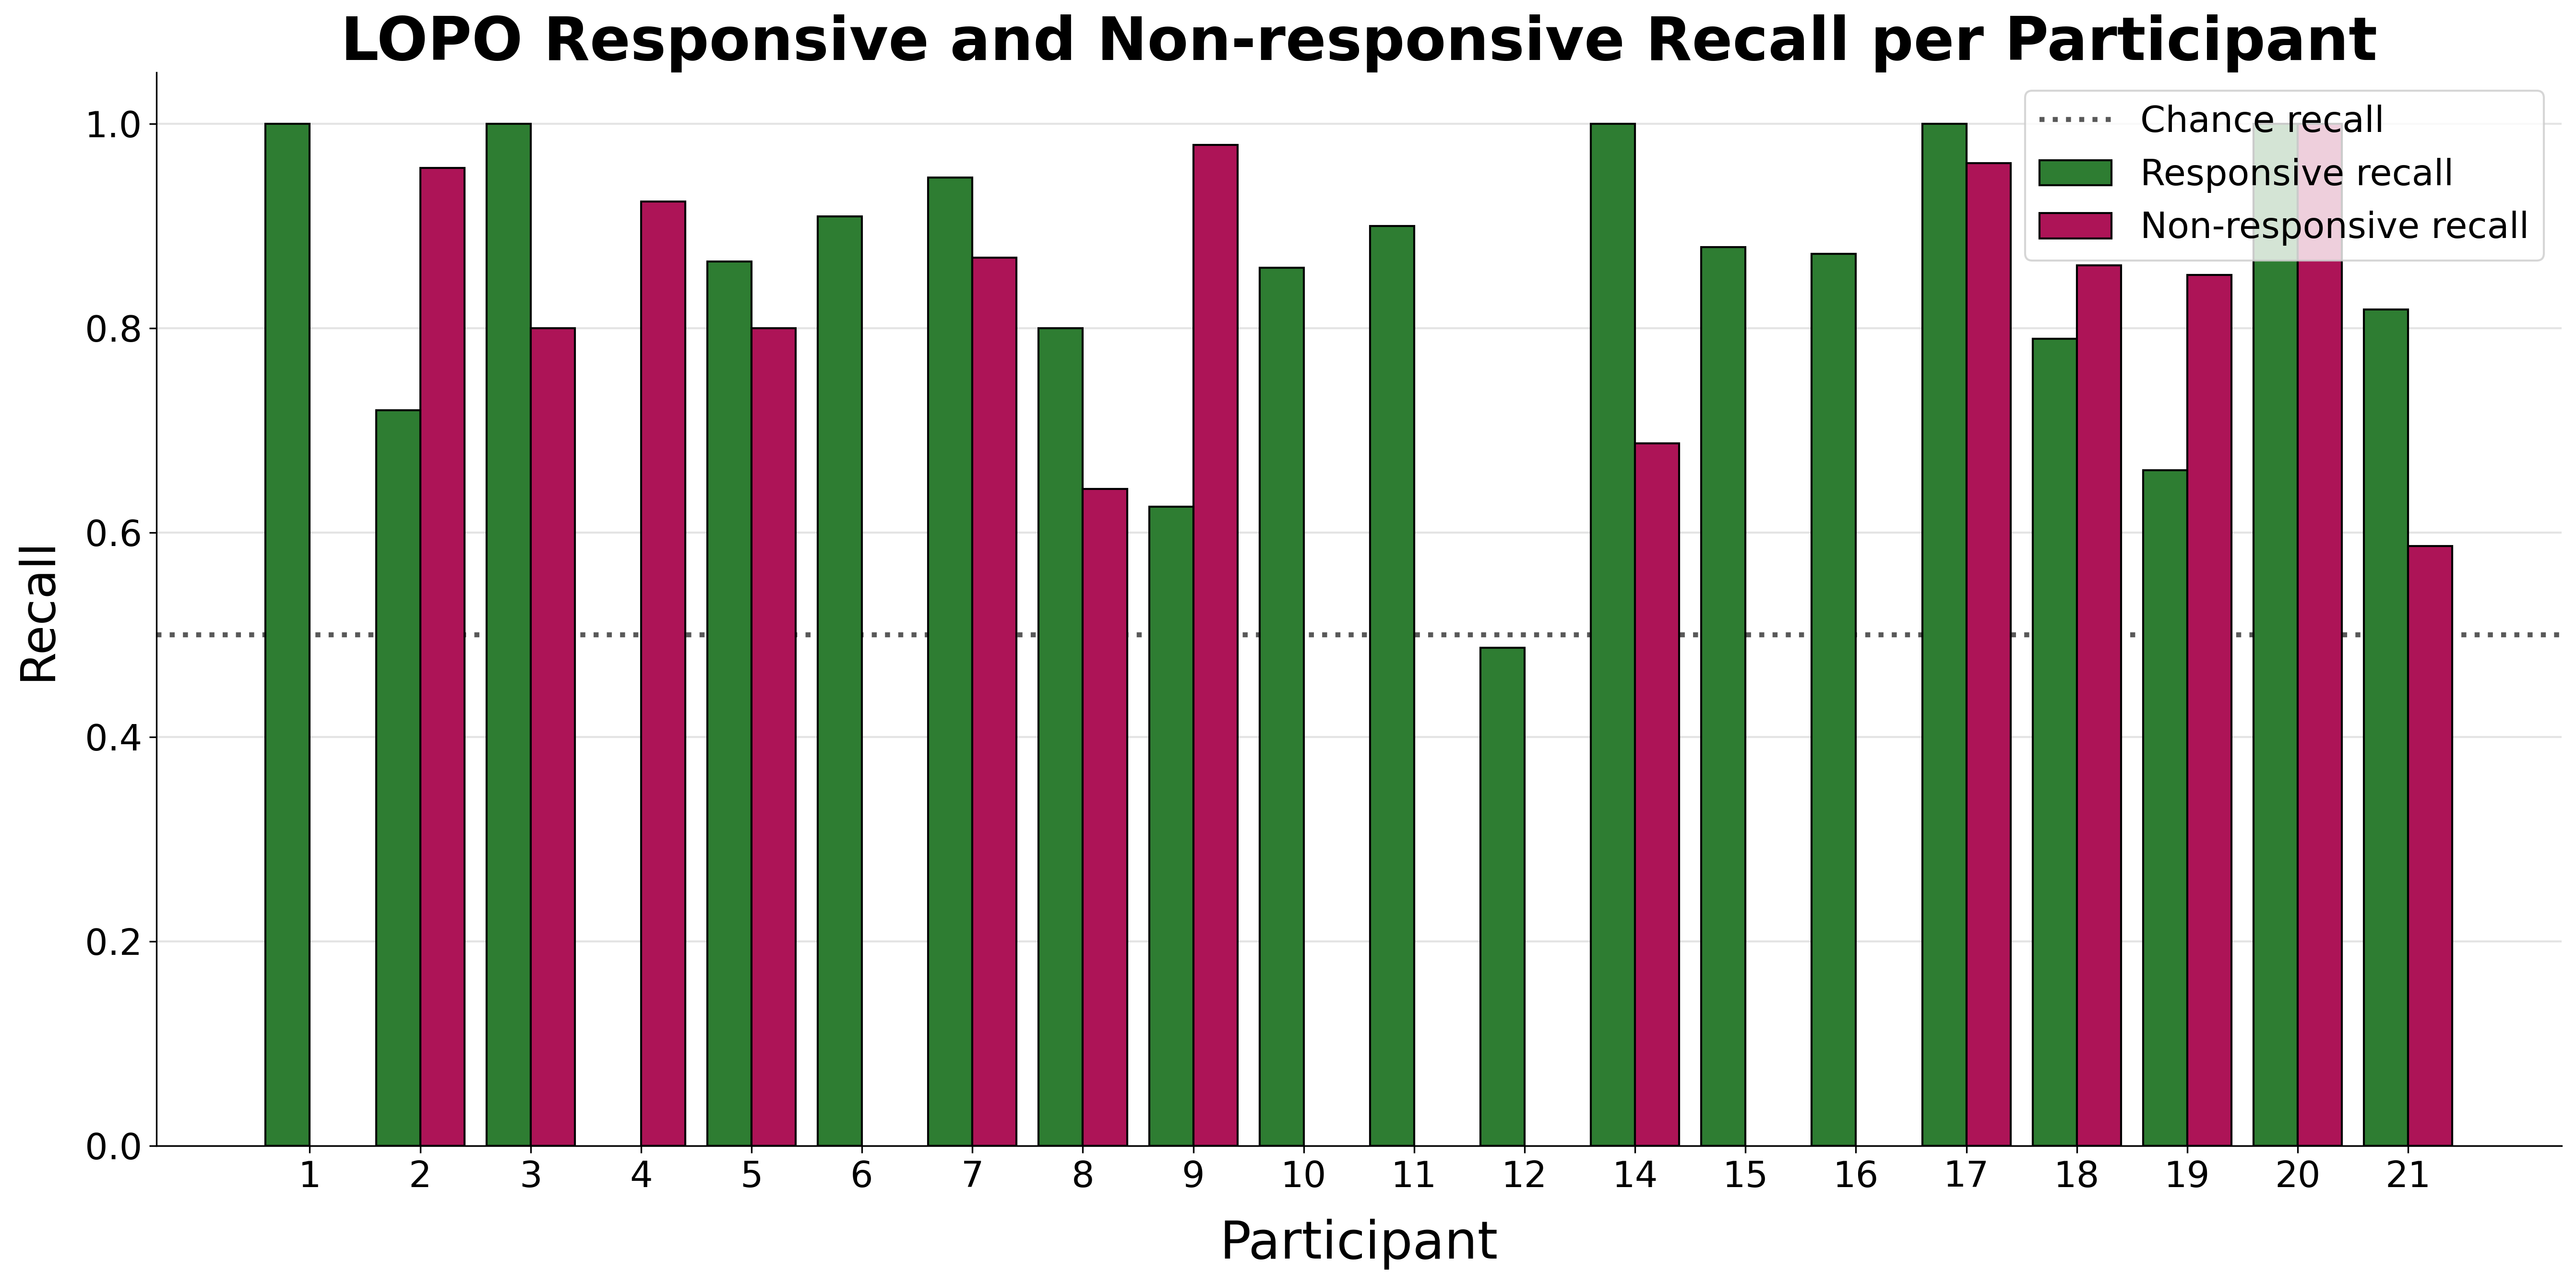 LOPO Responsive and Non-responsive Recall per Participant
Chance recall
Responsive recall
Non-responsive recall
Recall
1.0
0.8
0.6
0.4
0.2
0.0
1 2 3 4 5 6 7 8 9 10 11 12 14 15 16 17 18 19 20 21
Participant